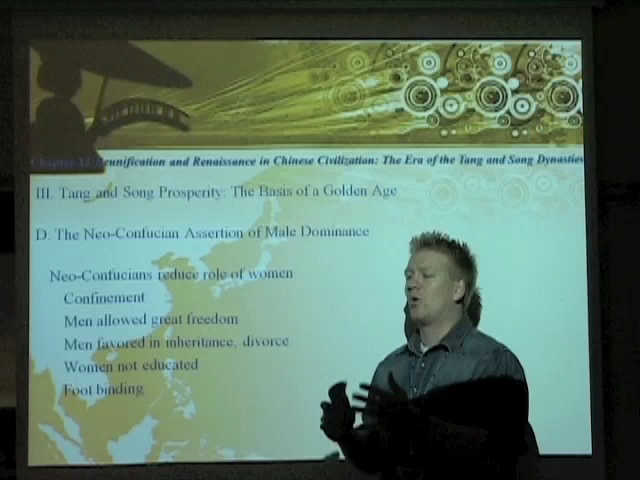 Chapter 12: Reunification and Renaissance in Chinese Civilization: The Era of the Tang and Song Dynasties
III. Tang and Song Prosperity: The Basis of a Golden Age
D. The Neo-Confucian Assertion of Male Dominance
Neo-Confucians reduce role of women
Confinement
Men allowed great freedom
Men favored in inheritance, divorce
Women not educated
Foot binding